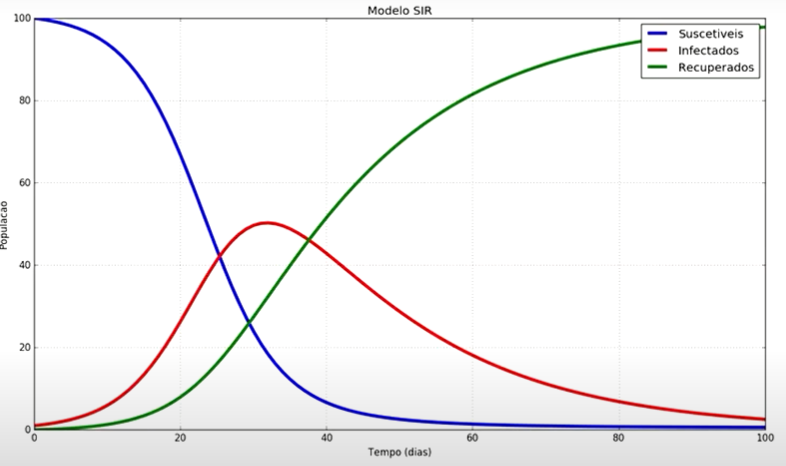 Modelo SIR
Suscetiveis
Infectados
Recuperados
Populacao
100
80
60
40
20
0
0 20 40 60 80 100
Tempo (dias)